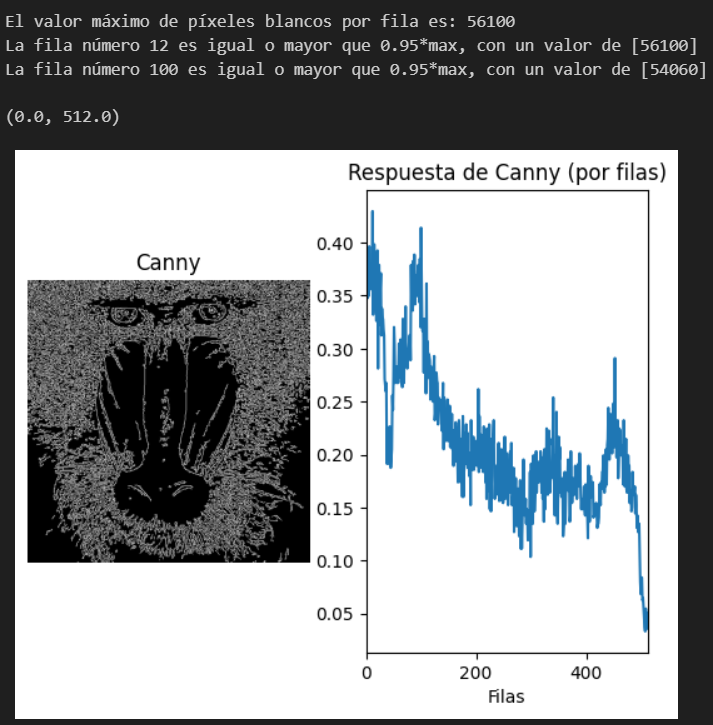 El valor máximo de píxeles blancos por fila es: 56100
La fila número 12 es igual o mayor que 0.95*max, con un valor de [56100]
La fila número 100 es igual o mayor que 0.95*max, con un valor de [54060]
(0.0, 512.0)
Canny
Respuesta de Canny (por filas)
0.40
0.35
0.30
0.25
0.20
0.15
0.10
0.05
0
200
400
Filas